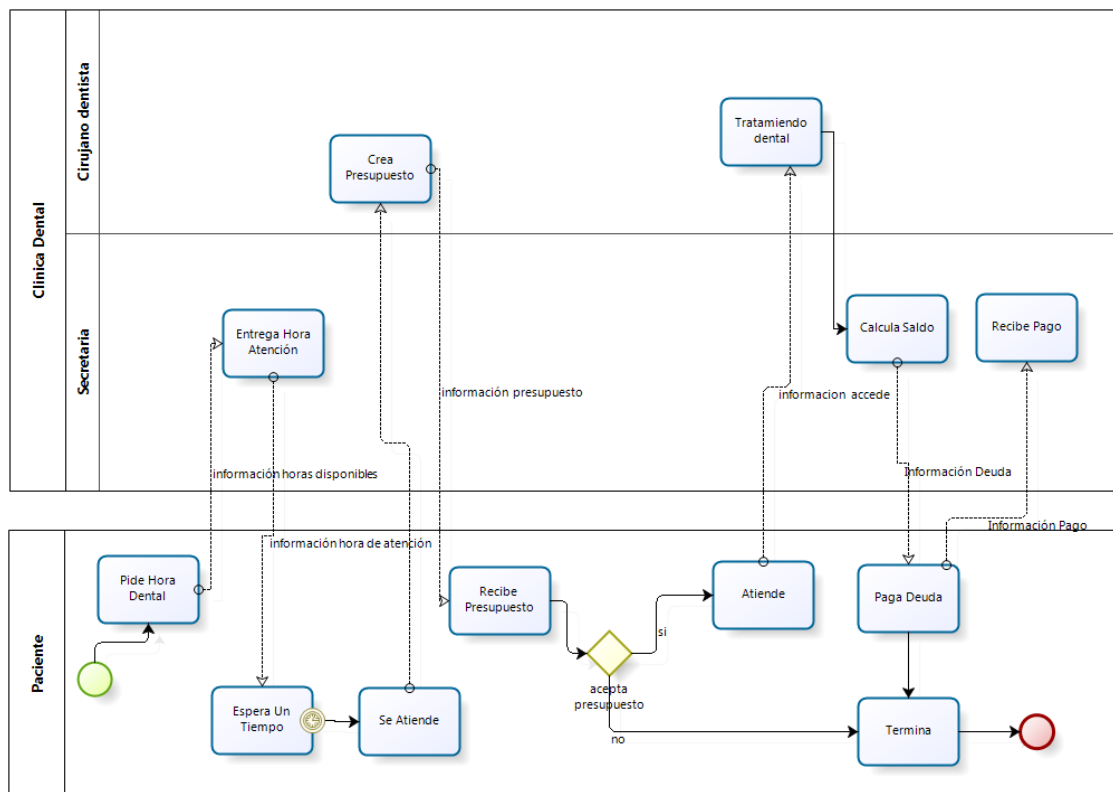 Clinica Dental
Cirujano dentista
Crea
Presupuesto
Tratamiendo
dental
Secretaria
Entrega Hora
Atención
Calcula Saldo
Recibe Pago
información presupuesto
informacion accede
información horas disponibles
Información Deuda
Información Pago
información hora de atención
Paciente
Pide Hora
Dental
Recibe
Presupuesto
Atiende
Paga Deuda
si
acepta
presupuesto
no
Espera Un
Tiempo
Se Atiende
Termina